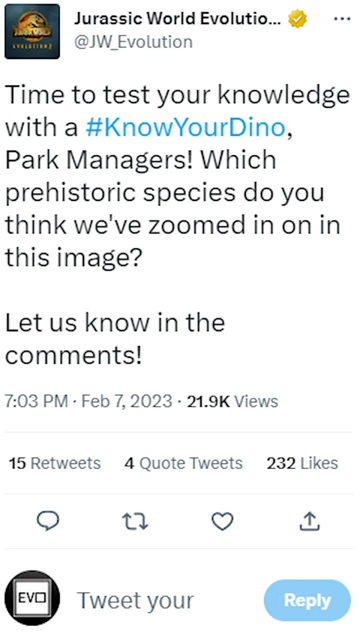 Jurassic World Evolutio...
@JW_Evolution
Time to test your knowledge
with a #KnowYourDino,
Park Managers! Which
prehistoric species do you
think we've zoomed in on in
this image?
Let us know in the
comments!
7:03 PM · Feb 7, 2023 · 21.9K Views
15 Retweets 4 Quote Tweets 232 Likes
EVO
Tweet your
Reply